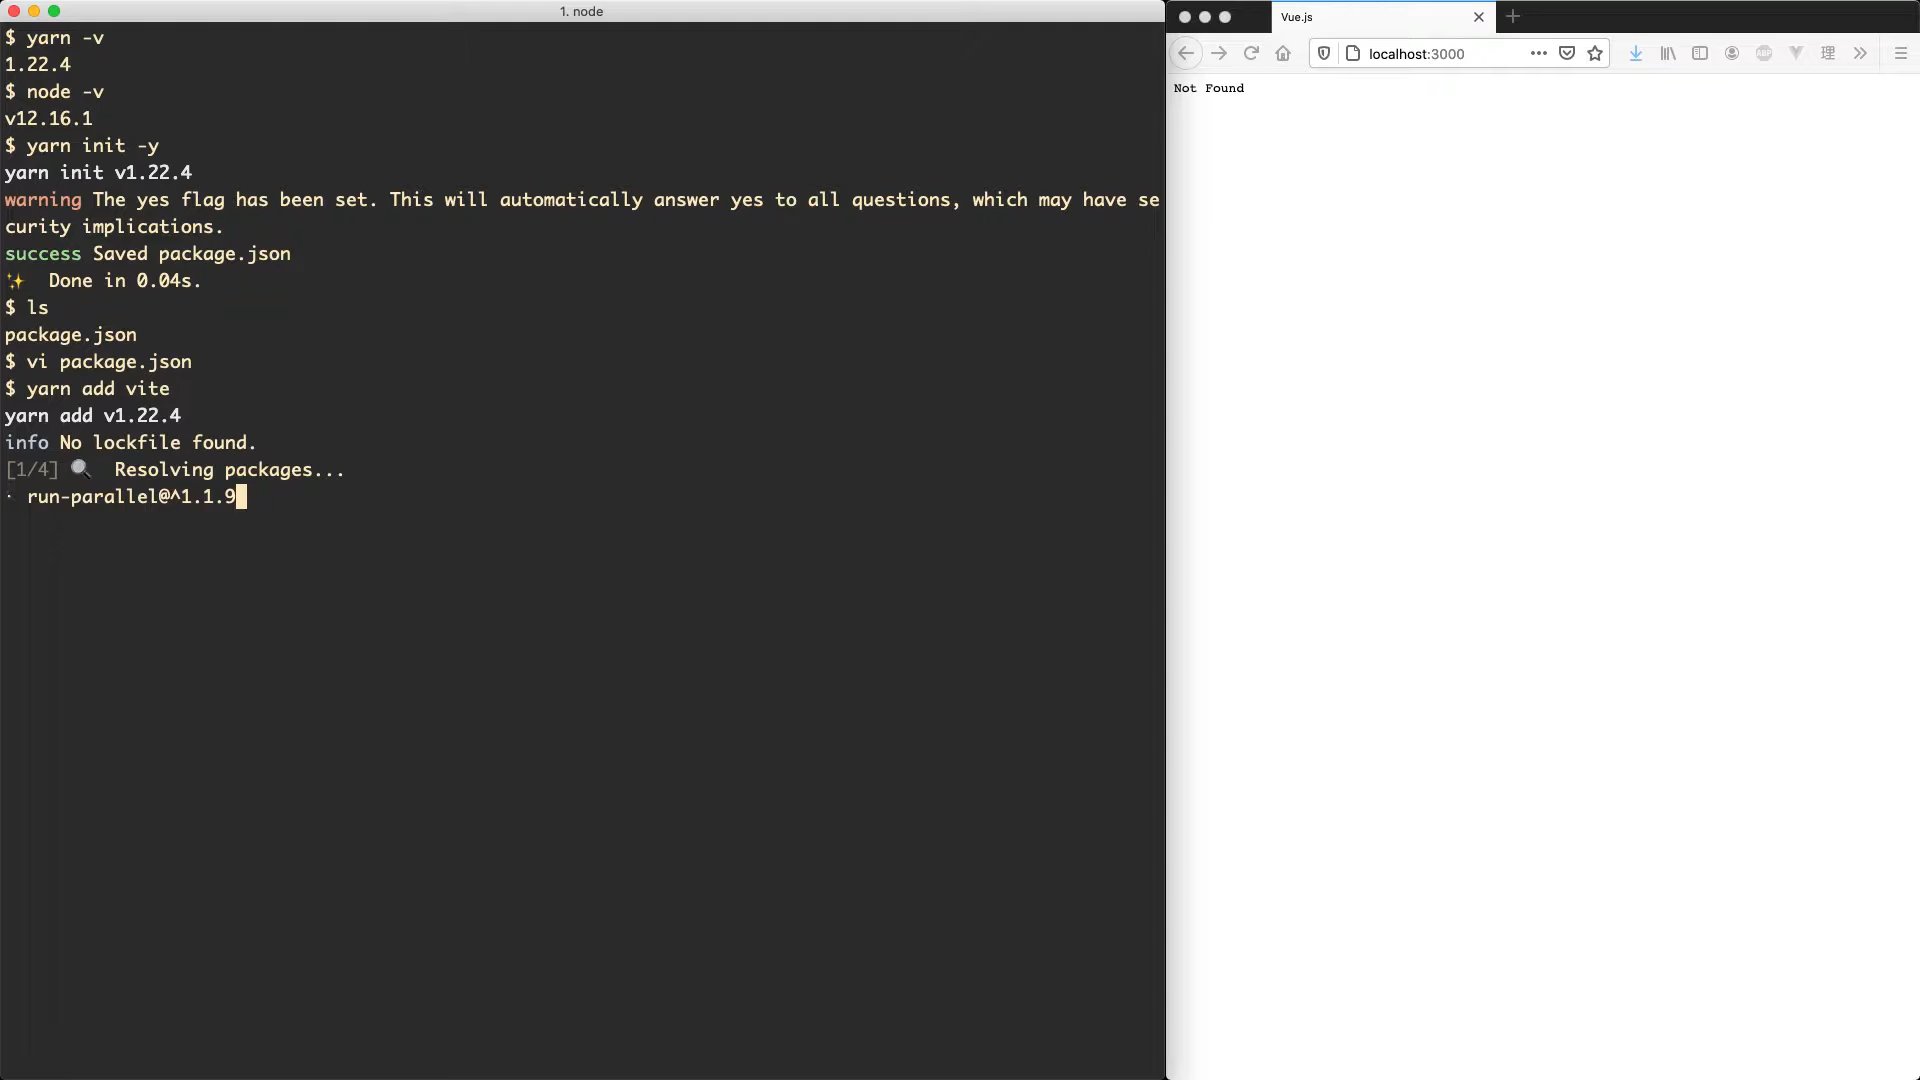 1. node
$ yarn -v
1.22.4
$ node -v
v12.16.1
$ yarn init -y
yarn init v1.22.4
warning The yes flag has been set. This will automatically answer yes to all questions, which may have se
curity implications.
success Saved package.json
✨ Done in 0.04s.
$ ls
package.json
$ vi package.json
$ yarn add vite
yarn add v1.22.4
info No lockfile found.
[1/4] 🔍 Resolving packages...
⠂ run-parallel@^1.1.9
Vue.js
localhost:3000
ABP
理
Not Found